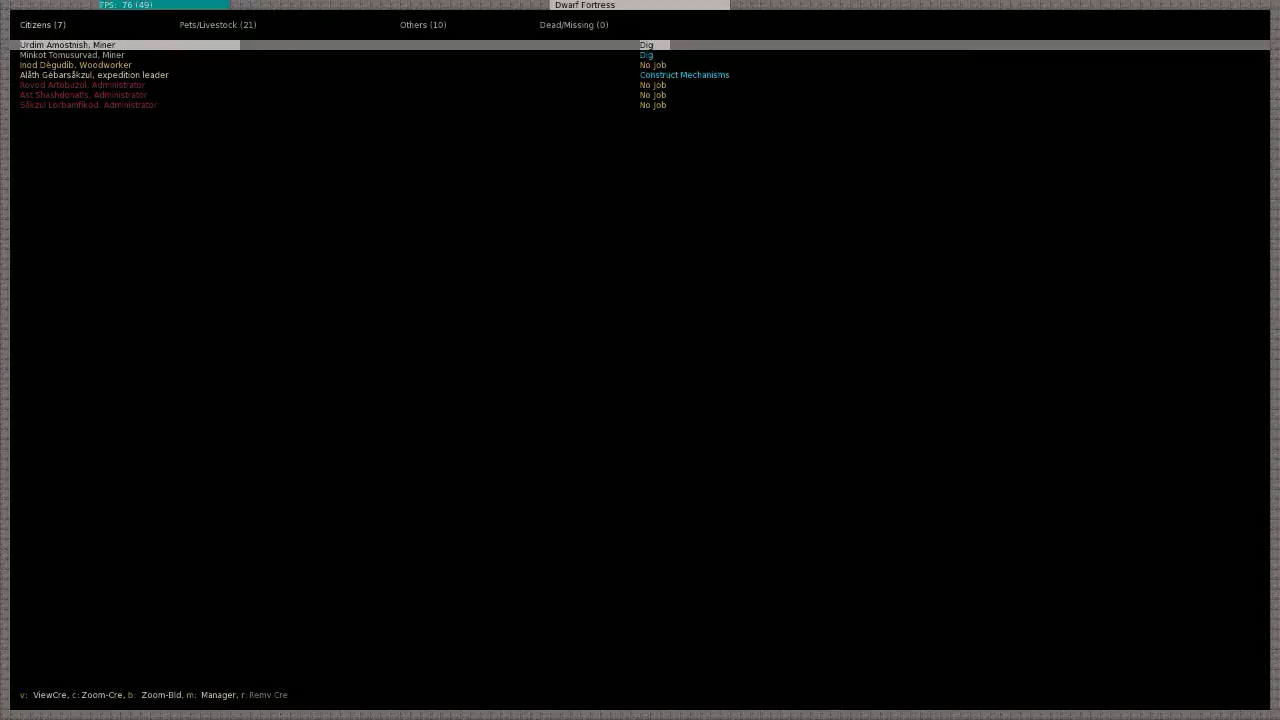 FPS: 76 (49) Dwarf Fortress
Citizens (7) Pets/Livestock (21) Others (10) Dead/Missing (0)
Urdim Amostnish, Miner Dig
Minkot Tomusurvad, Miner Dig
Inod Dègudib, Woodworker No Job
Alåth Gëbarsâkzul, expedition leader Construct Mechanisms
Rovod Artobuzol, Administrator No Job
Ast Shashdonatis, Administrator No Job
Såkzul Lorbamfikod, Administrator No Job
v: ViewCre, c: Zoom-Cre, b: Zoom-Bld, m: Manager, r: Remv Cre